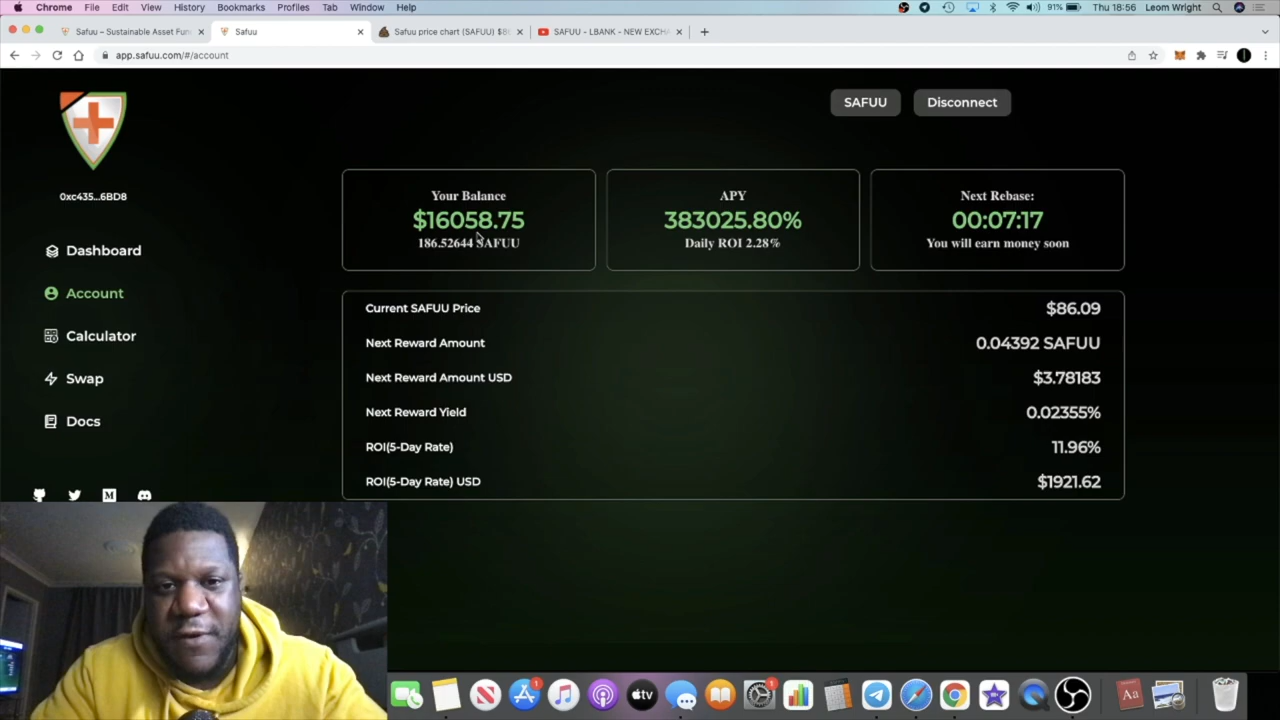 Chrome File Edit View History Bookmarks Profiles Tab Window Help 91% Thu 18:56 Leom Wright
Safuu – Sustainable Asset Fun Safuu Safuu price chart (SAFUU) $8 SAFUU - LBANK - NEW EXCH
app.safuu.com/#/account
SAFUU Disconnect
0xc435...6BD8
Dashboard
Account
Calculator
Swap
Docs
Your Balance
$16058.75
186.52644 SAFUU
APY
383025.80%
Daily ROI 2.28%
Next Rebase:
00:07:17
You will earn money soon
Current SAFUU Price $86.09
Next Reward Amount 0.04392 SAFUU
Next Reward Amount USD $3.78183
Next Reward Yield 0.02355%
ROI(5-Day Rate) 11.96%
ROI(5-Day Rate) USD $1921.62
M
tv
Aa